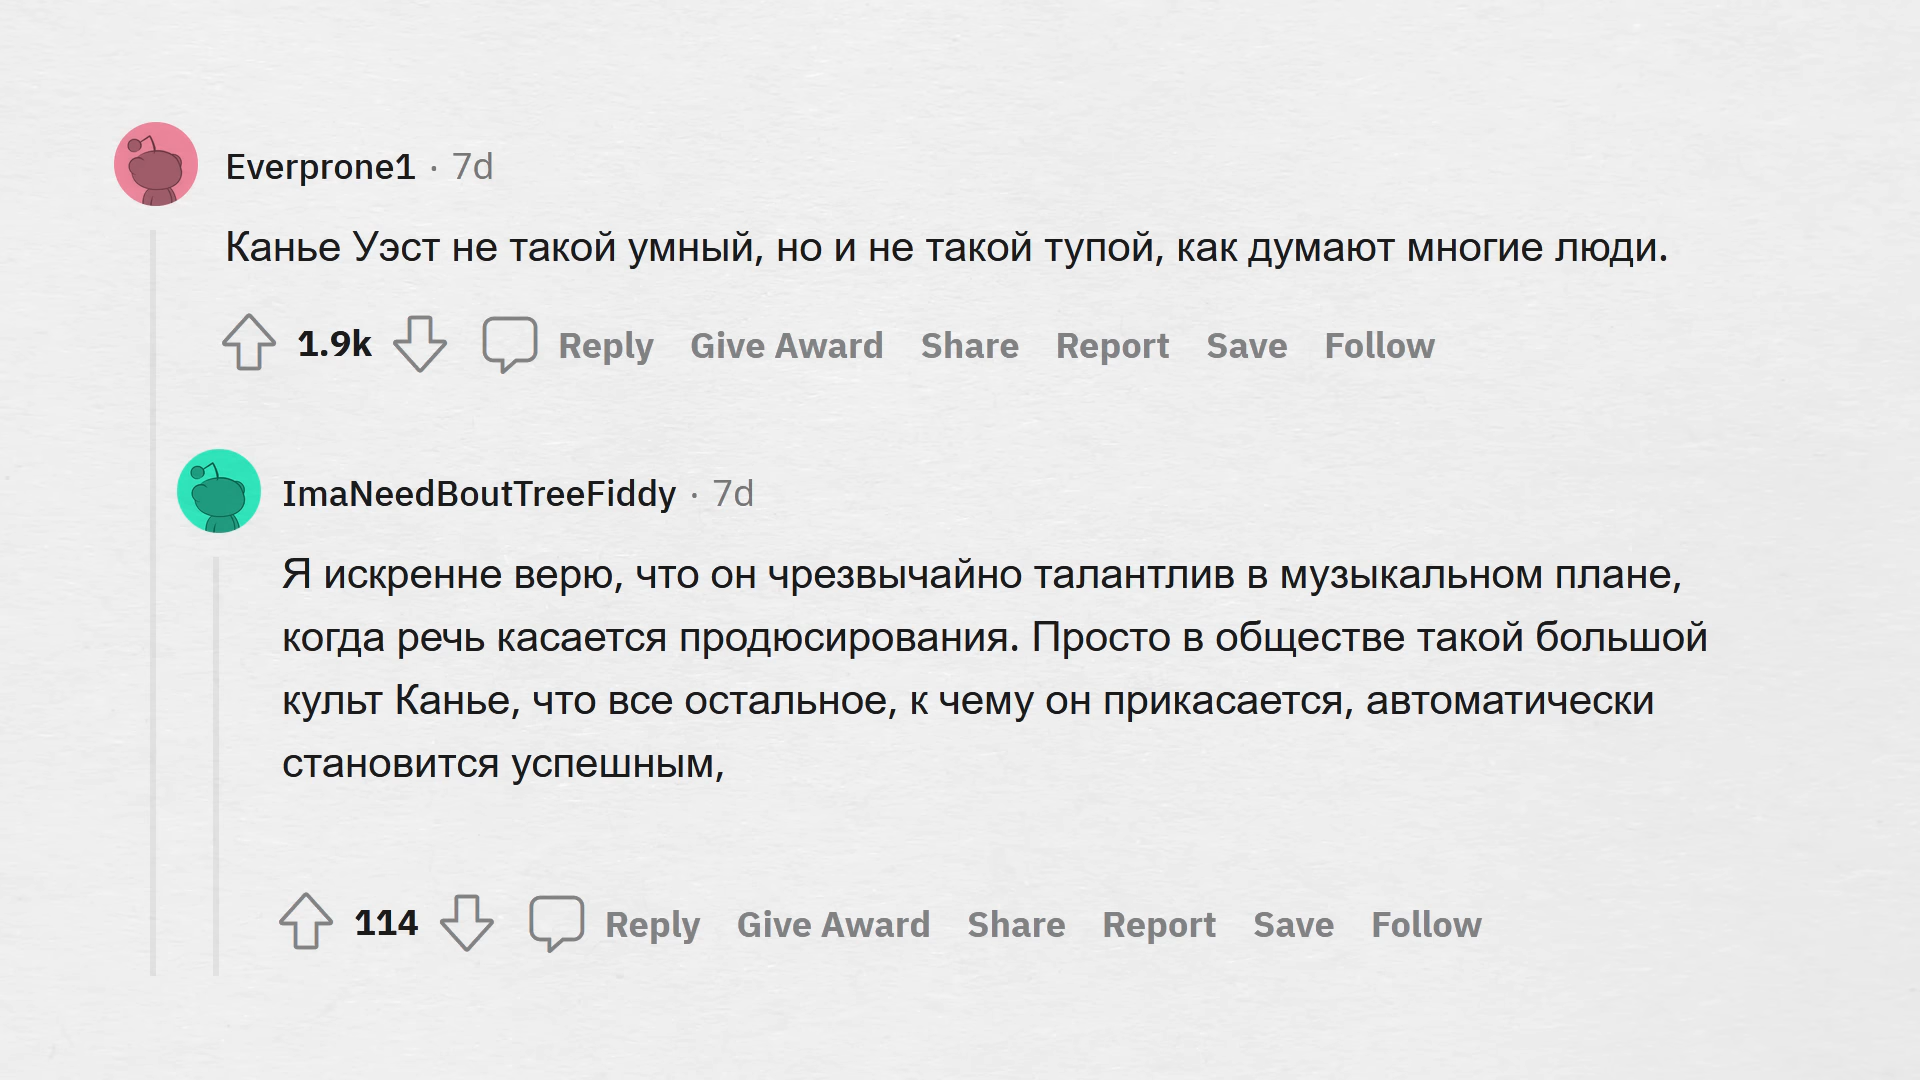 Everprone1 · 7d
Канье Уэст не такой умный, но и не такой тупой, как думают многие люди.
1.9k Reply Give Award Share Report Save Follow
ImaNeedBoutTreeFiddy · 7d
Я искренне верю, что он чрезвычайно талантлив в музыкальном плане,
когда речь касается продюсирования. Просто в обществе такой большой
культ Канье, что все остальное, к чему он прикасается, автоматически
становится успешным,
114 Reply Give Award Share Report Save Follow